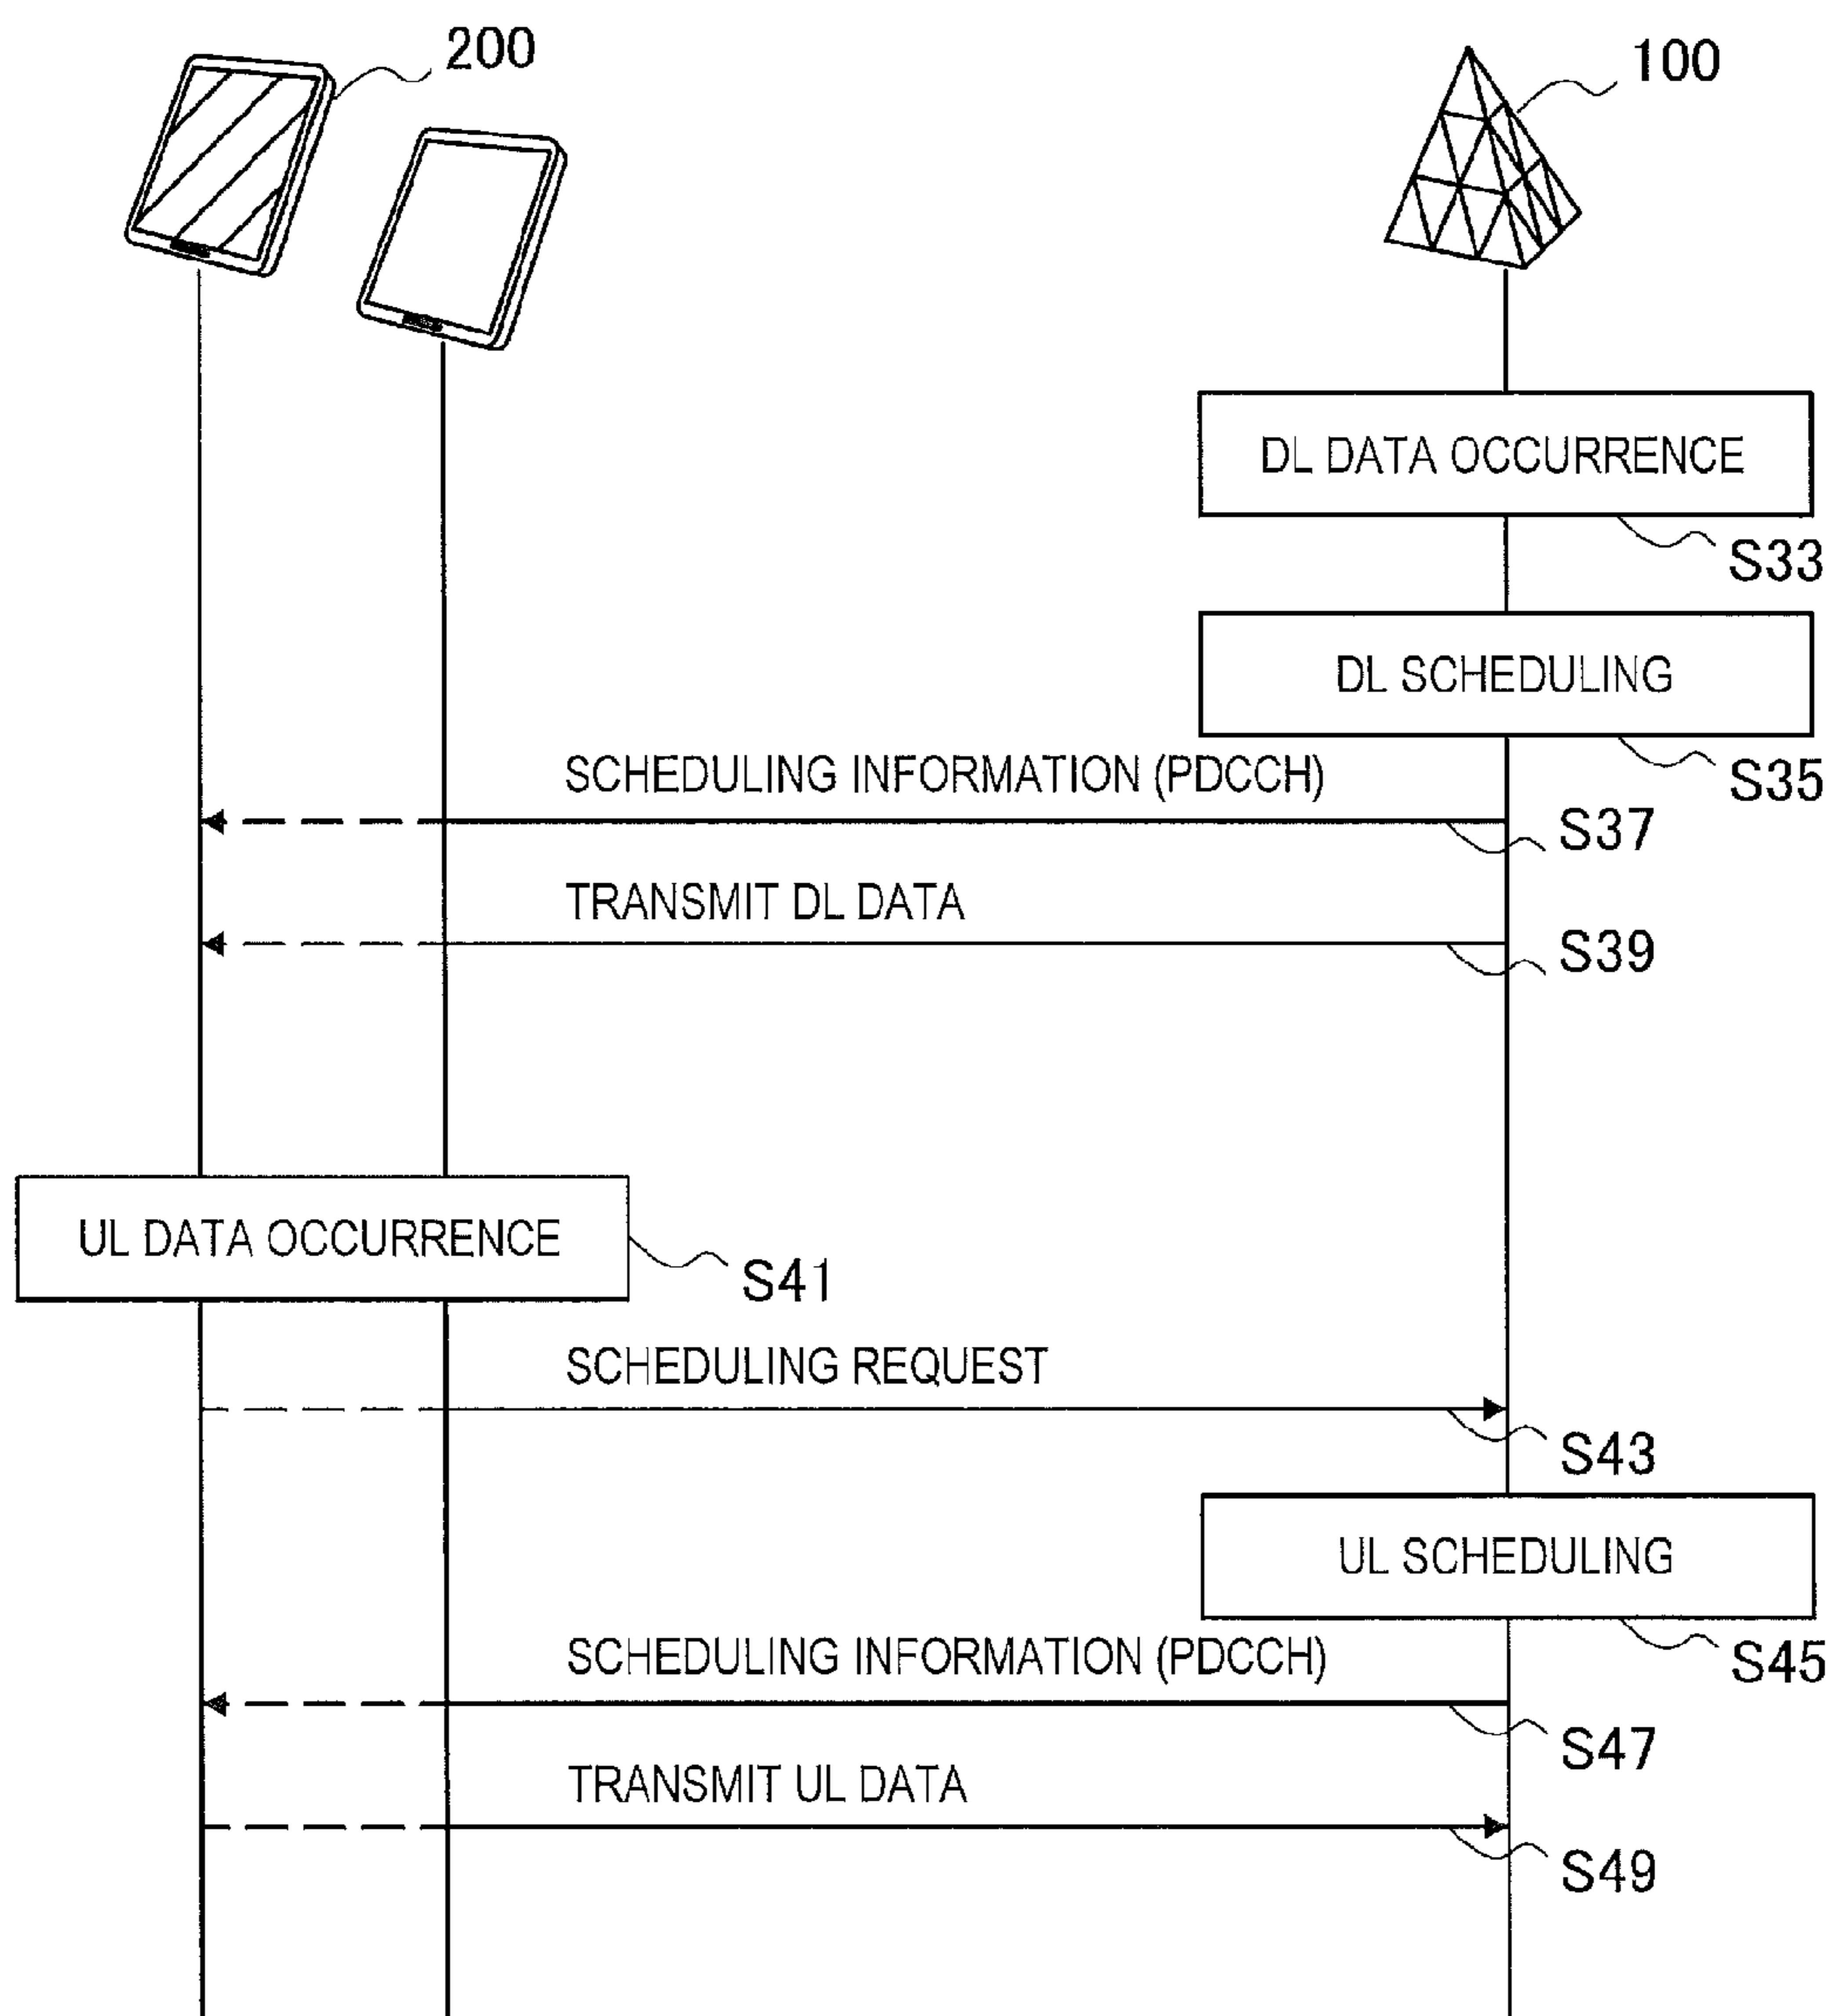 200
100
DL DATA OCCURRENCE
S33
DL SCHEDULING
S35
SCHEDULING INFORMATION (PDCCH)
S37
TRANSMIT DL DATA
S39
UL DATA OCCURRENCE
S41
SCHEDULING REQUEST
S43
UL SCHEDULING
S45
SCHEDULING INFORMATION (PDCCH)
S47
TRANSMIT UL DATA
S49